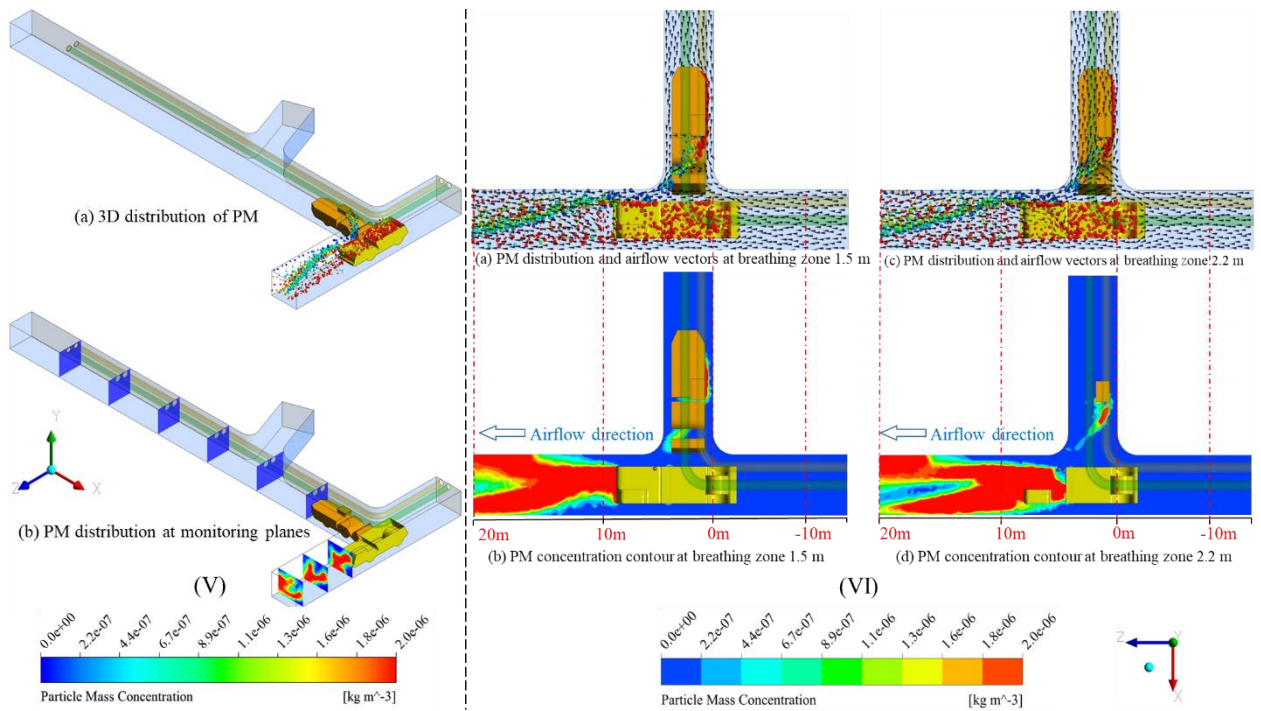 (a) 3D distribution of PM
Y
Z
X
(b) PM distribution at monitoring planes
(V)
0.0e+00
2.2e-07
4.4e-07
6.7e-07
8.9e-07
1.1e-06
1.3e-06
1.6e-06
1.8e-06
2.0e-06
Particle Mass Concentration
[kg m^-3]
(a) PM distribution and airflow vectors at breathing zone 1.5 m
(c) PM distribution and airflow vectors at breathing zone 2.2 m
Airflow direction
Airflow direction
20m
10m
0m
-10m
20m
10m
0m
-10m
(b) PM concentration contour at breathing zone 1.5 m
(d) PM concentration contour at breathing zone 2.2 m
(VI)
0.0e+00
2.2e-07
4.4e-07
6.7e-07
8.9e-07
1.1e-06
1.3e-06
1.6e-06
1.8e-06
2.0e-06
Particle Mass Concentration
[kg m^-3]
Z
Y
X